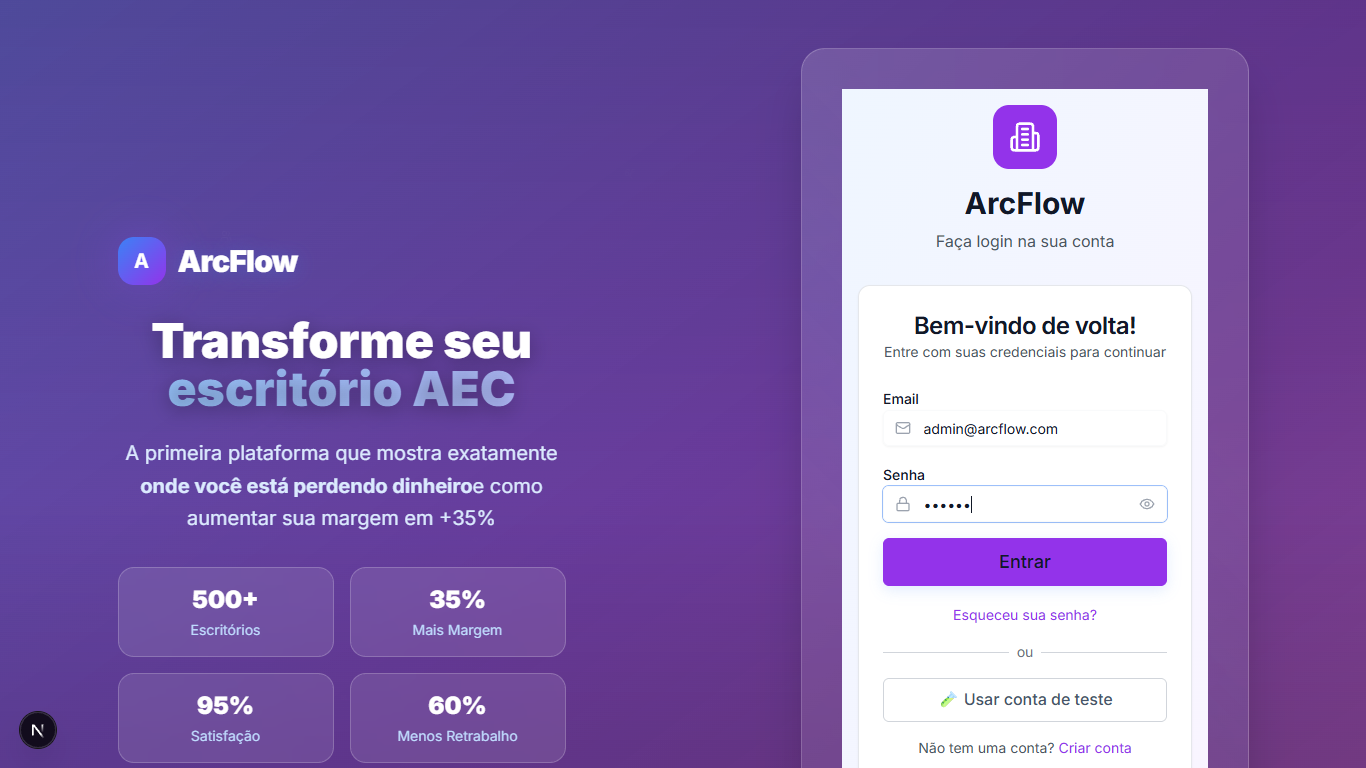 A ArcFlow
Transforme seu
escritório AEC
A primeira plataforma que mostra exatamente
onde você está perdendo dinheiroe como
aumentar sua margem em +35%
500+
Escritórios
35%
Mais Margem
95%
Satisfação
60%
Menos Retrabalho
N
ArcFlow
Faça login na sua conta
Bem-vindo de volta!
Entre com suas credenciais para continuar
Email
admin@arcflow.com
Senha
••••••
Entrar
Esqueceu sua senha?
ou
🧪 Usar conta de teste
Não tem uma conta? Criar conta